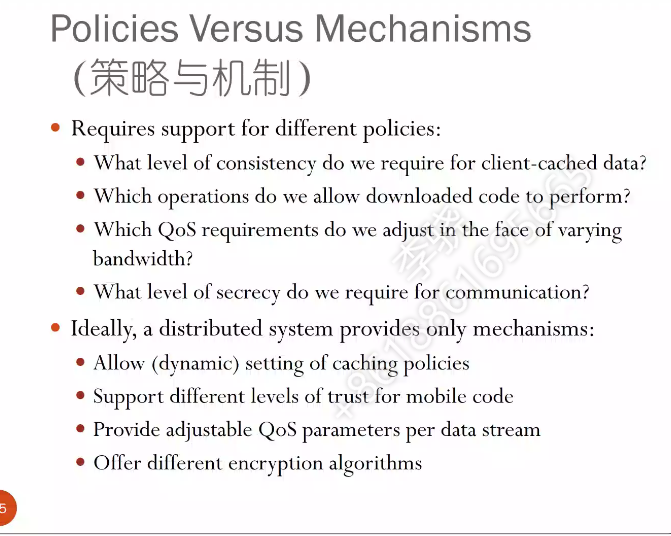 Policies Versus Mechanisms
(策略与机制)
• Requires support for different policies:
• What level of consistency do we require for client-cached data?
• Which operations do we allow downloaded code to perform?
• Which QoS requirements do we adjust in the face of varying
bandwidth?
• What level of secrecy do we require for communication?
• Ideally, a distributed system provides only mechanisms:
• Allow (dynamic) setting of caching policies
• Support different levels of trust for mobile code
• Provide adjustable QoS parameters per data stream
• Offer different encryption algorithms
5